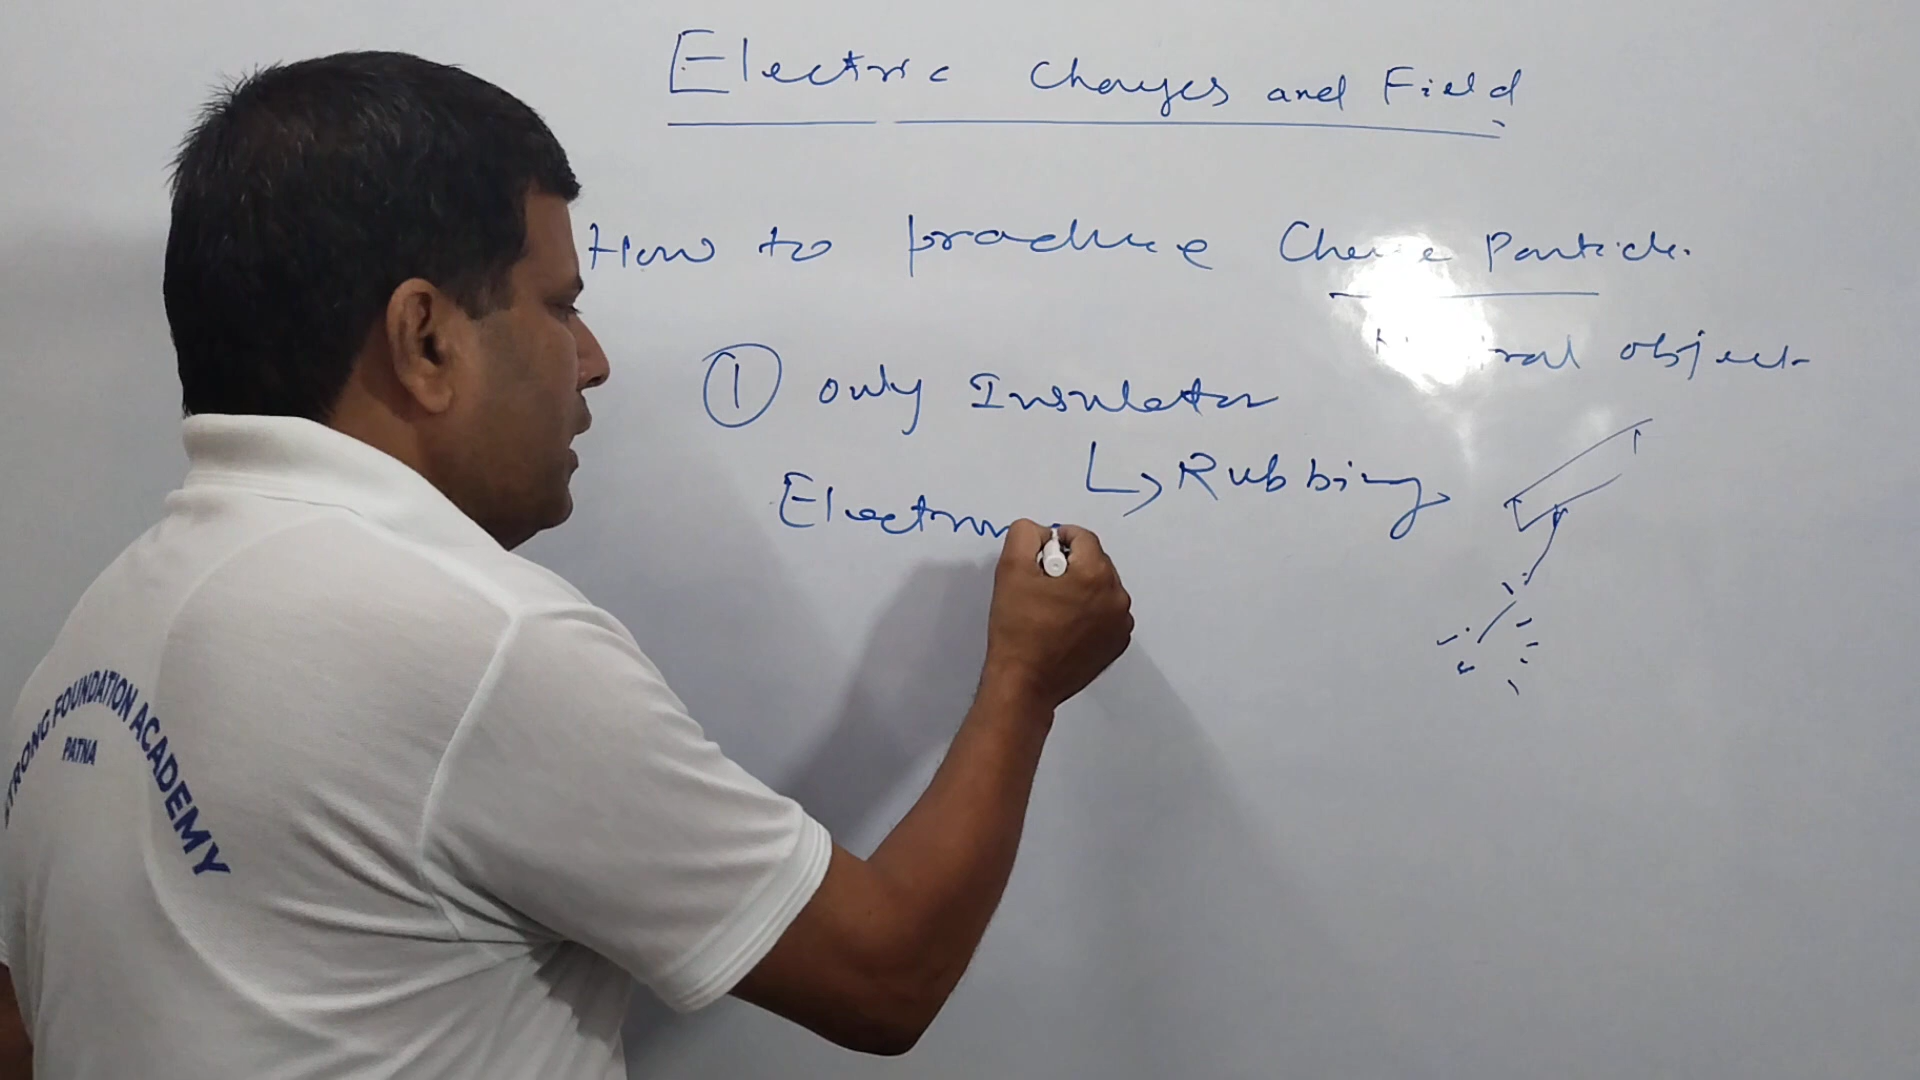 Electric Charges and Field
How to produce Charge Particle.
Neutral object
① only Insulator
↳ Rubbing
Electron
STRONG FOUNDATION ACADEMY
PATNA